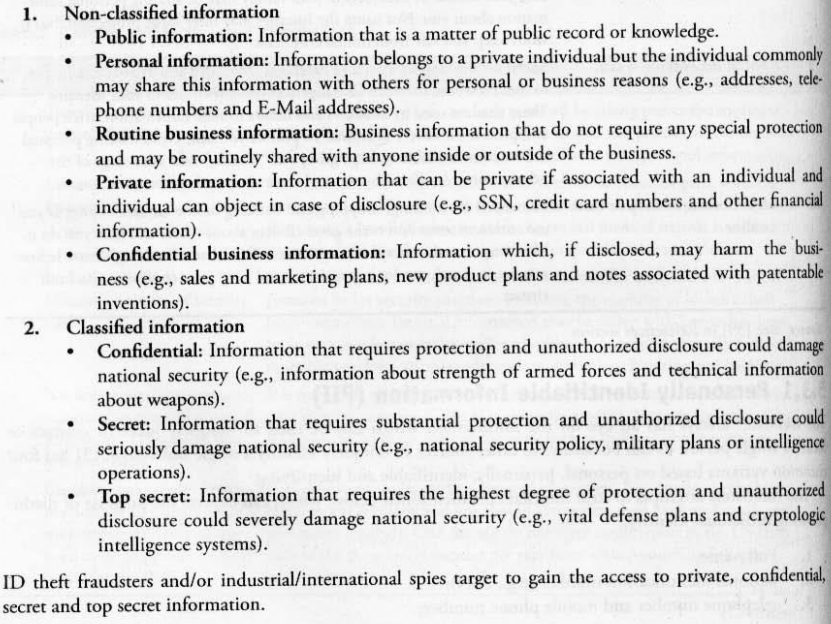 1. Non-classified information
• Public information: Information that is a matter of public record or knowledge.
• Personal information: Information belongs to a private individual but the individual commonly
may share this information with others for personal or business reasons (e.g., addresses, tele-
phone numbers and E-Mail addresses).
• Routine business information: Business information that do not require any special protection
and may be routinely shared with anyone inside or outside of the business.
• Private information: Information that can be private if associated with an individual and
individual can object in case of disclosure (e.g., SSN, credit card numbers and other financial
information).
• Confidential business information: Information which, if disclosed, may harm the busi-
ness (e.g., sales and marketing plans, new product plans and notes associated with patentable
inventions).
2. Classified information
• Confidential: Information that requires protection and unauthorized disclosure could damage
national security (e.g., information about strength of armed forces and technical information
about weapons).
• Secret: Information that requires substantial protection and unauthorized disclosure could
seriously damage national security (e.g., national security policy, military plans or intelligence
operations).
• Top secret: Information that requires the highest degree of protection and unauthorized
disclosure could severely damage national security (e.g., vital defense plans and cryptologic
intelligence systems).
ID theft fraudsters and/or industrial/international spies target to gain the access to private, confidential,
secret and top secret information.